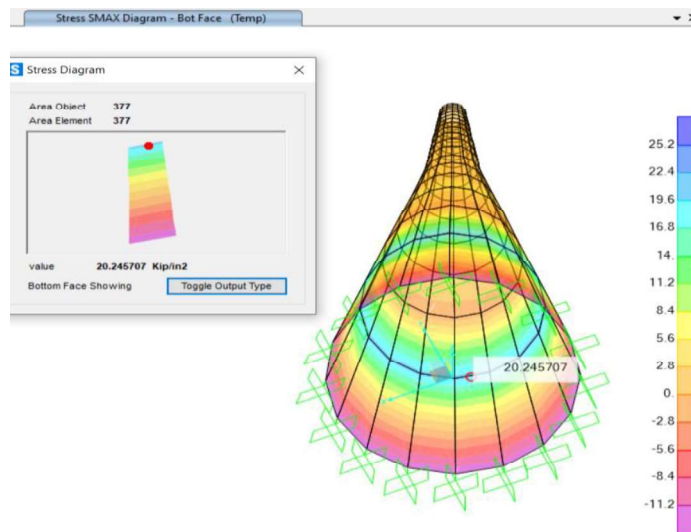 Stress SMAX Diagram - Bot Face (Temp)
Stress Diagram
Area Object 377
Area Element 377
value 20.245707 Kip/in2
Bottom Face Showing Toggle Output Type
20.245707
25.2
22.4
19.6
16.8
14.
11.2
8.4
5.6
2.8
0.
-2.8
-5.6
-8.4
-11.2